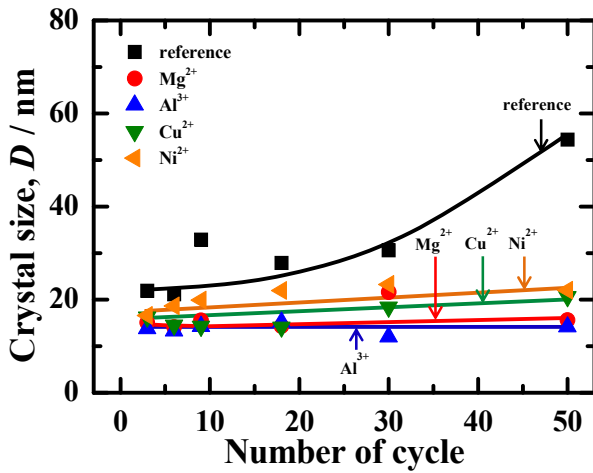 80
60
40
20
0
Crystal size, D / nm
reference
Mg²⁺
Al³⁺
Cu²⁺
Ni²⁺
reference
Mg²⁺ Cu²⁺ Ni²⁺
Al³⁺
0 10 20 30 40 50
Number of cycle